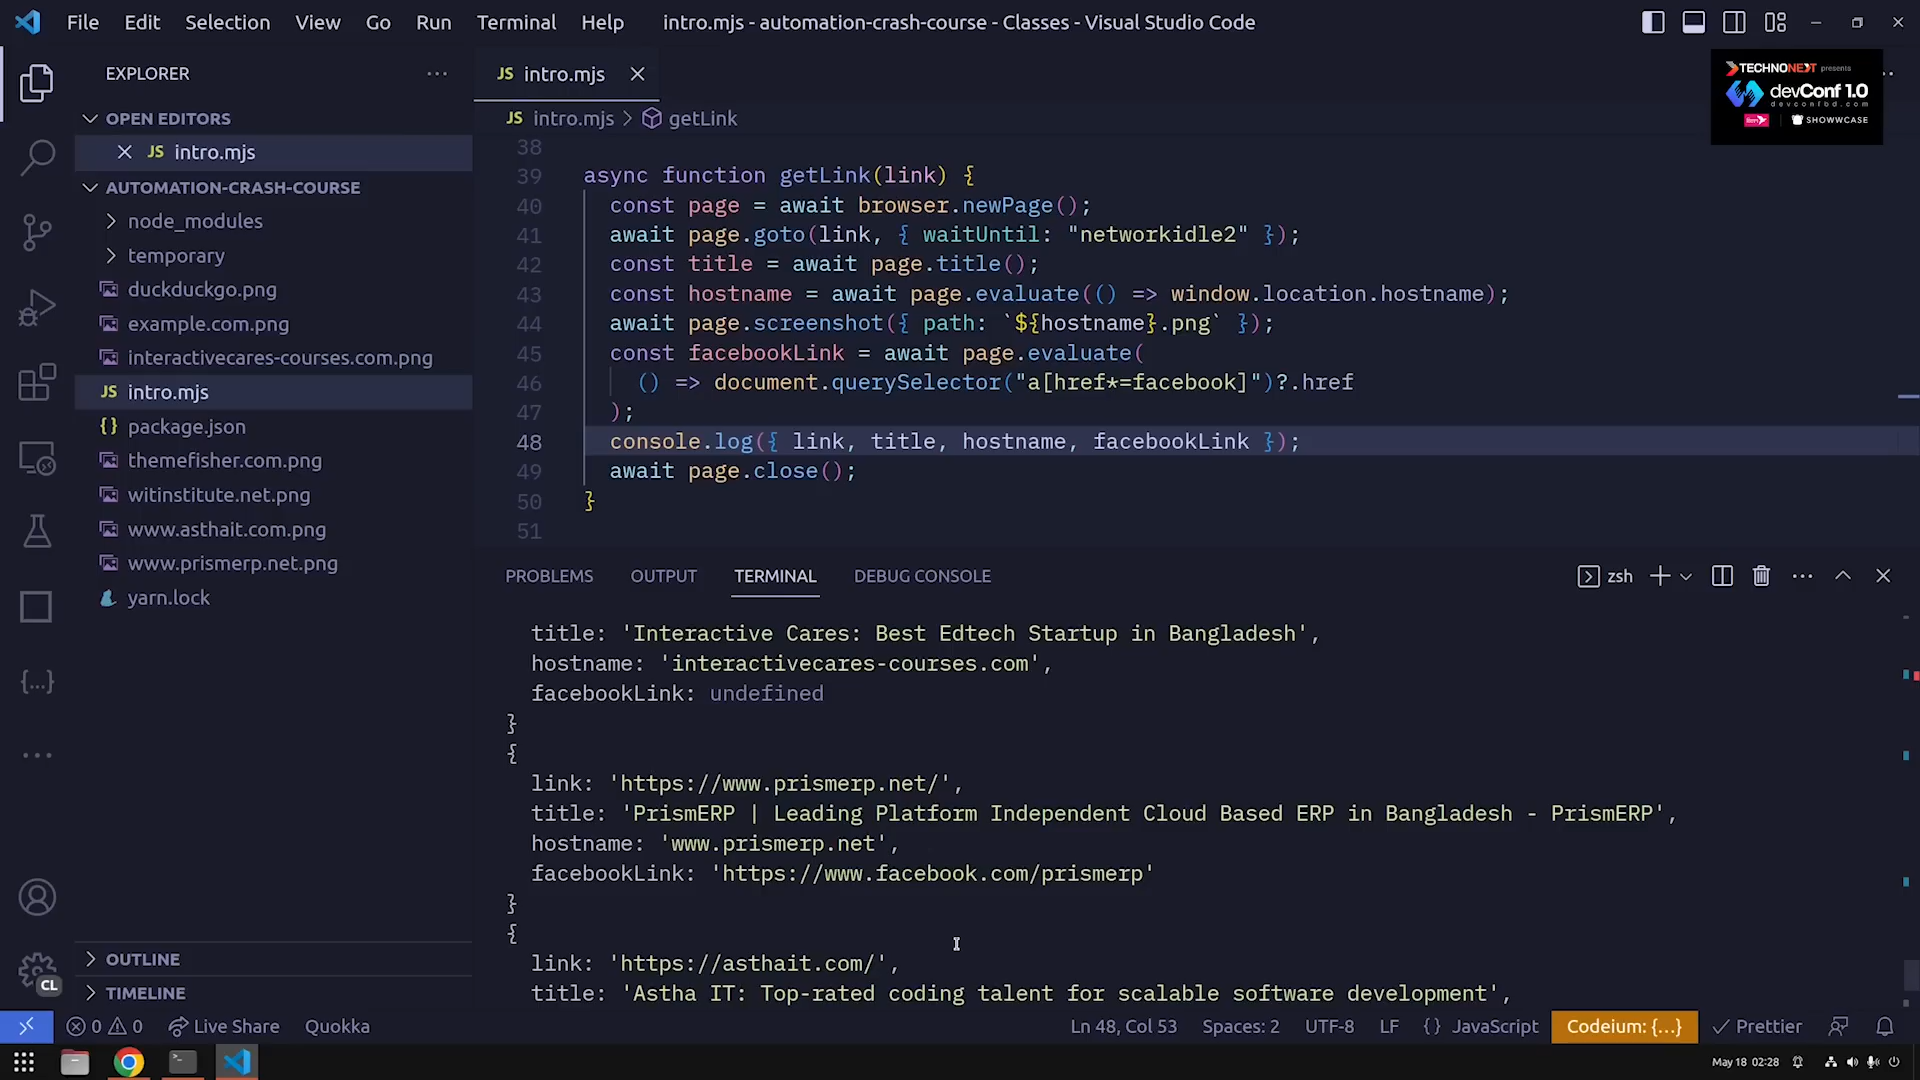 File Edit Selection View Go Run Terminal Help intro.mjs - automation-crash-course - Classes - Visual Studio Code
EXPLORER
JS intro.mjs
TECHNONEXT presents
devConf 1.0
devconfbd.com
SHOWWCASE
OPEN EDITORS
JS intro.mjs
AUTOMATION-CRASH-COURSE
node_modules
temporary
duckduckgo.png
example.com.png
interactivecares-courses.com.png
JS intro.mjs
{} package.json
themefisher.com.png
witinstitute.net.png
www.asthait.com.png
www.prismerp.net.png
yarn.lock
OUTLINE
TIMELINE
JS intro.mjs > getLink
38
39 async function getLink(link) {
40 const page = await browser.newPage();
41 await page.goto(link, { waitUntil: "networkidle2" });
42 const title = await page.title();
43 const hostname = await page.evaluate(() => window.location.hostname);
44 await page.screenshot({ path: `${hostname}.png` });
45 const facebookLink = await page.evaluate(
46 () => document.querySelector("a[href*=facebook]")?.href
47 );
48 console.log({ link, title, hostname, facebookLink });
49 await page.close();
50 }
51
PROBLEMS OUTPUT TERMINAL DEBUG CONSOLE zsh
title: 'Interactive Cares: Best Edtech Startup in Bangladesh',
hostname: 'interactivecares-courses.com',
facebookLink: undefined
}
{
link: 'https://www.prismerp.net/',
title: 'PrismERP | Leading Platform Independent Cloud Based ERP in Bangladesh - PrismERP',
hostname: 'www.prismerp.net',
facebookLink: 'https://www.facebook.com/prismerp'
}
{
link: 'https://asthait.com/',
title: 'Astha IT: Top-rated coding talent for scalable software development',
CL
0 0 Live Share Quokka Ln 48, Col 53 Spaces: 2 UTF-8 LF {} JavaScript Codeium: {...} Prettier
May 18 02:28